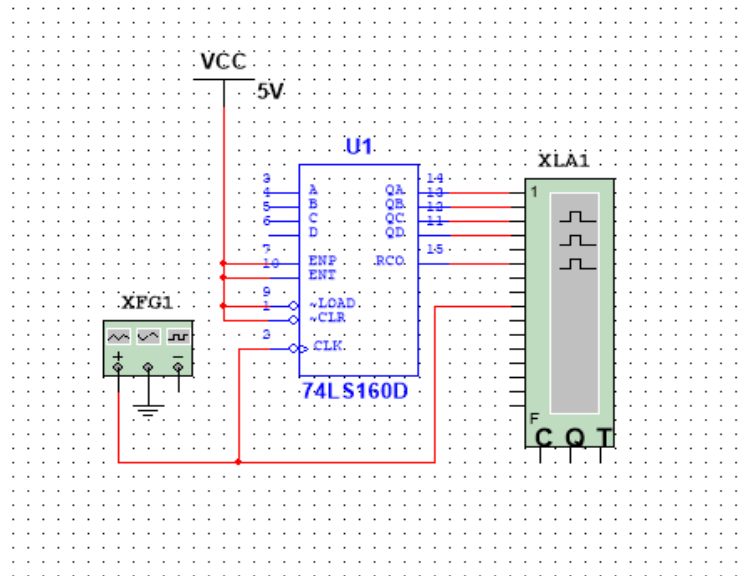 VCC
5V
U1
XLA1
3
4
5
6
7
10
9
1
2
A
B
C
D
ENP
ENT
~LOAD
~CLR
CLK
QA
QB
QC
QD
RCO
14
13
12
11
15
74LS160D
XFG1
+
−
1
F
C Q T